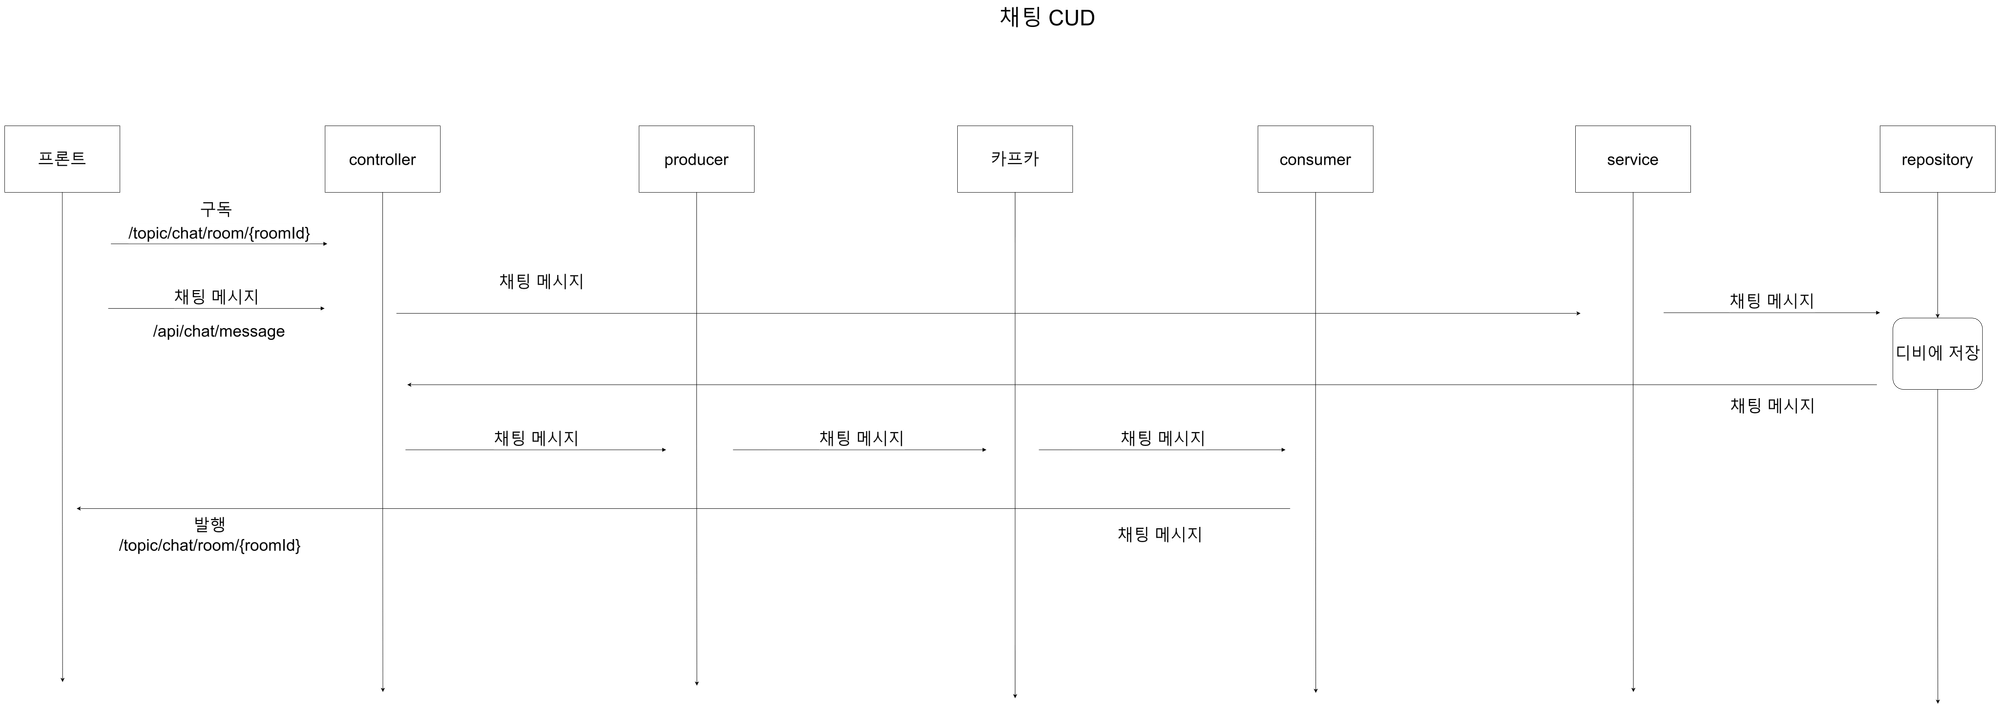 채팅 CUD
프론트
controller
producer
카프카
consumer
service
repository
구독
/topic/chat/room/{roomId}
채팅 메시지
/api/chat/message
채팅 메시지
채팅 메시지
디비에 저장
채팅 메시지
채팅 메시지
채팅 메시지
채팅 메시지
발행
/topic/chat/room/{roomId}
채팅 메시지